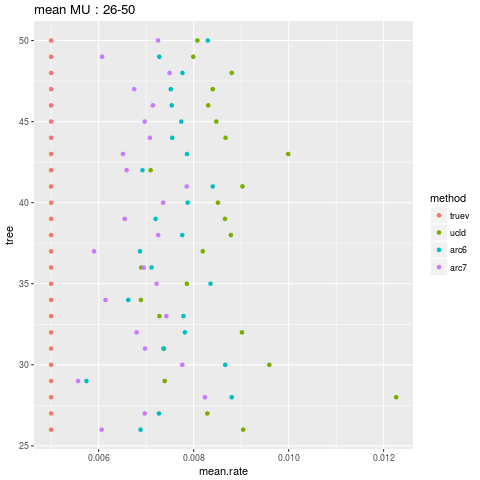 mean MU : 26-50
50
45
40
35
30
25
tree
0.006
0.008
0.010
0.012
mean.rate
method
truev
ucld
arc6
arc7